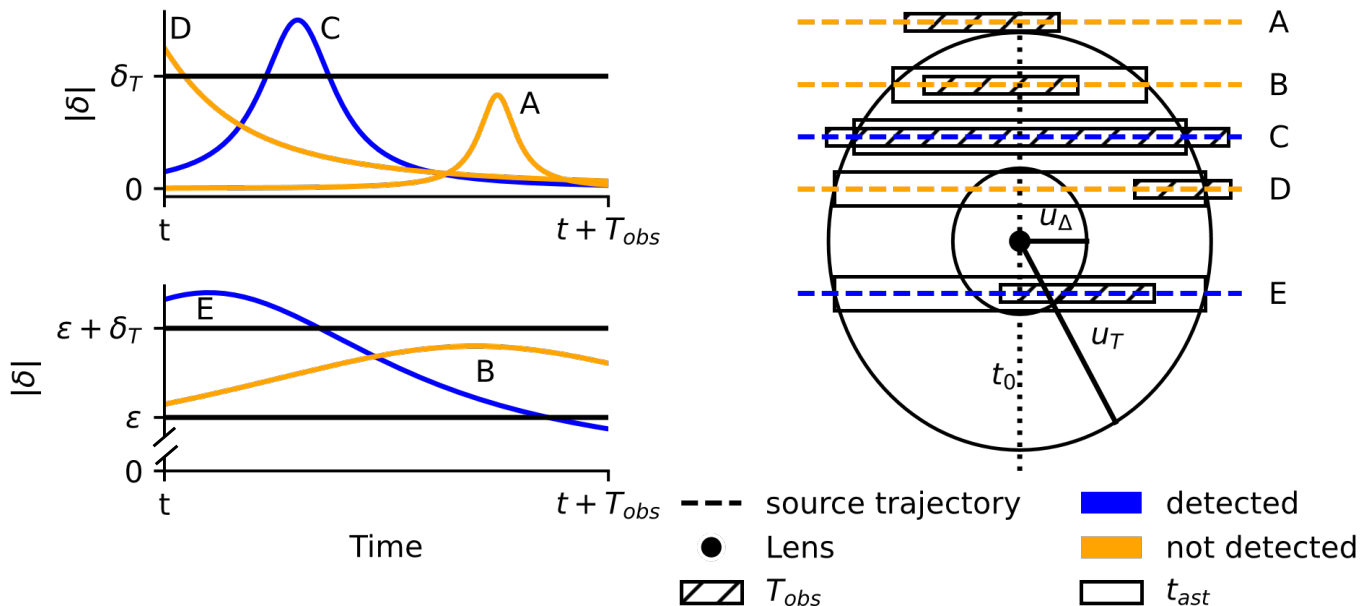 D
C
A
|δ|
δ_T
0
t
t + T_obs
E
B
|δ|
ε + δ_T
ε
0
t
t + T_obs
Time
A
B
C
D
E
u_Δ
u_T
t_0
source trajectory
detected
Lens
not detected
T_obs
t_ast